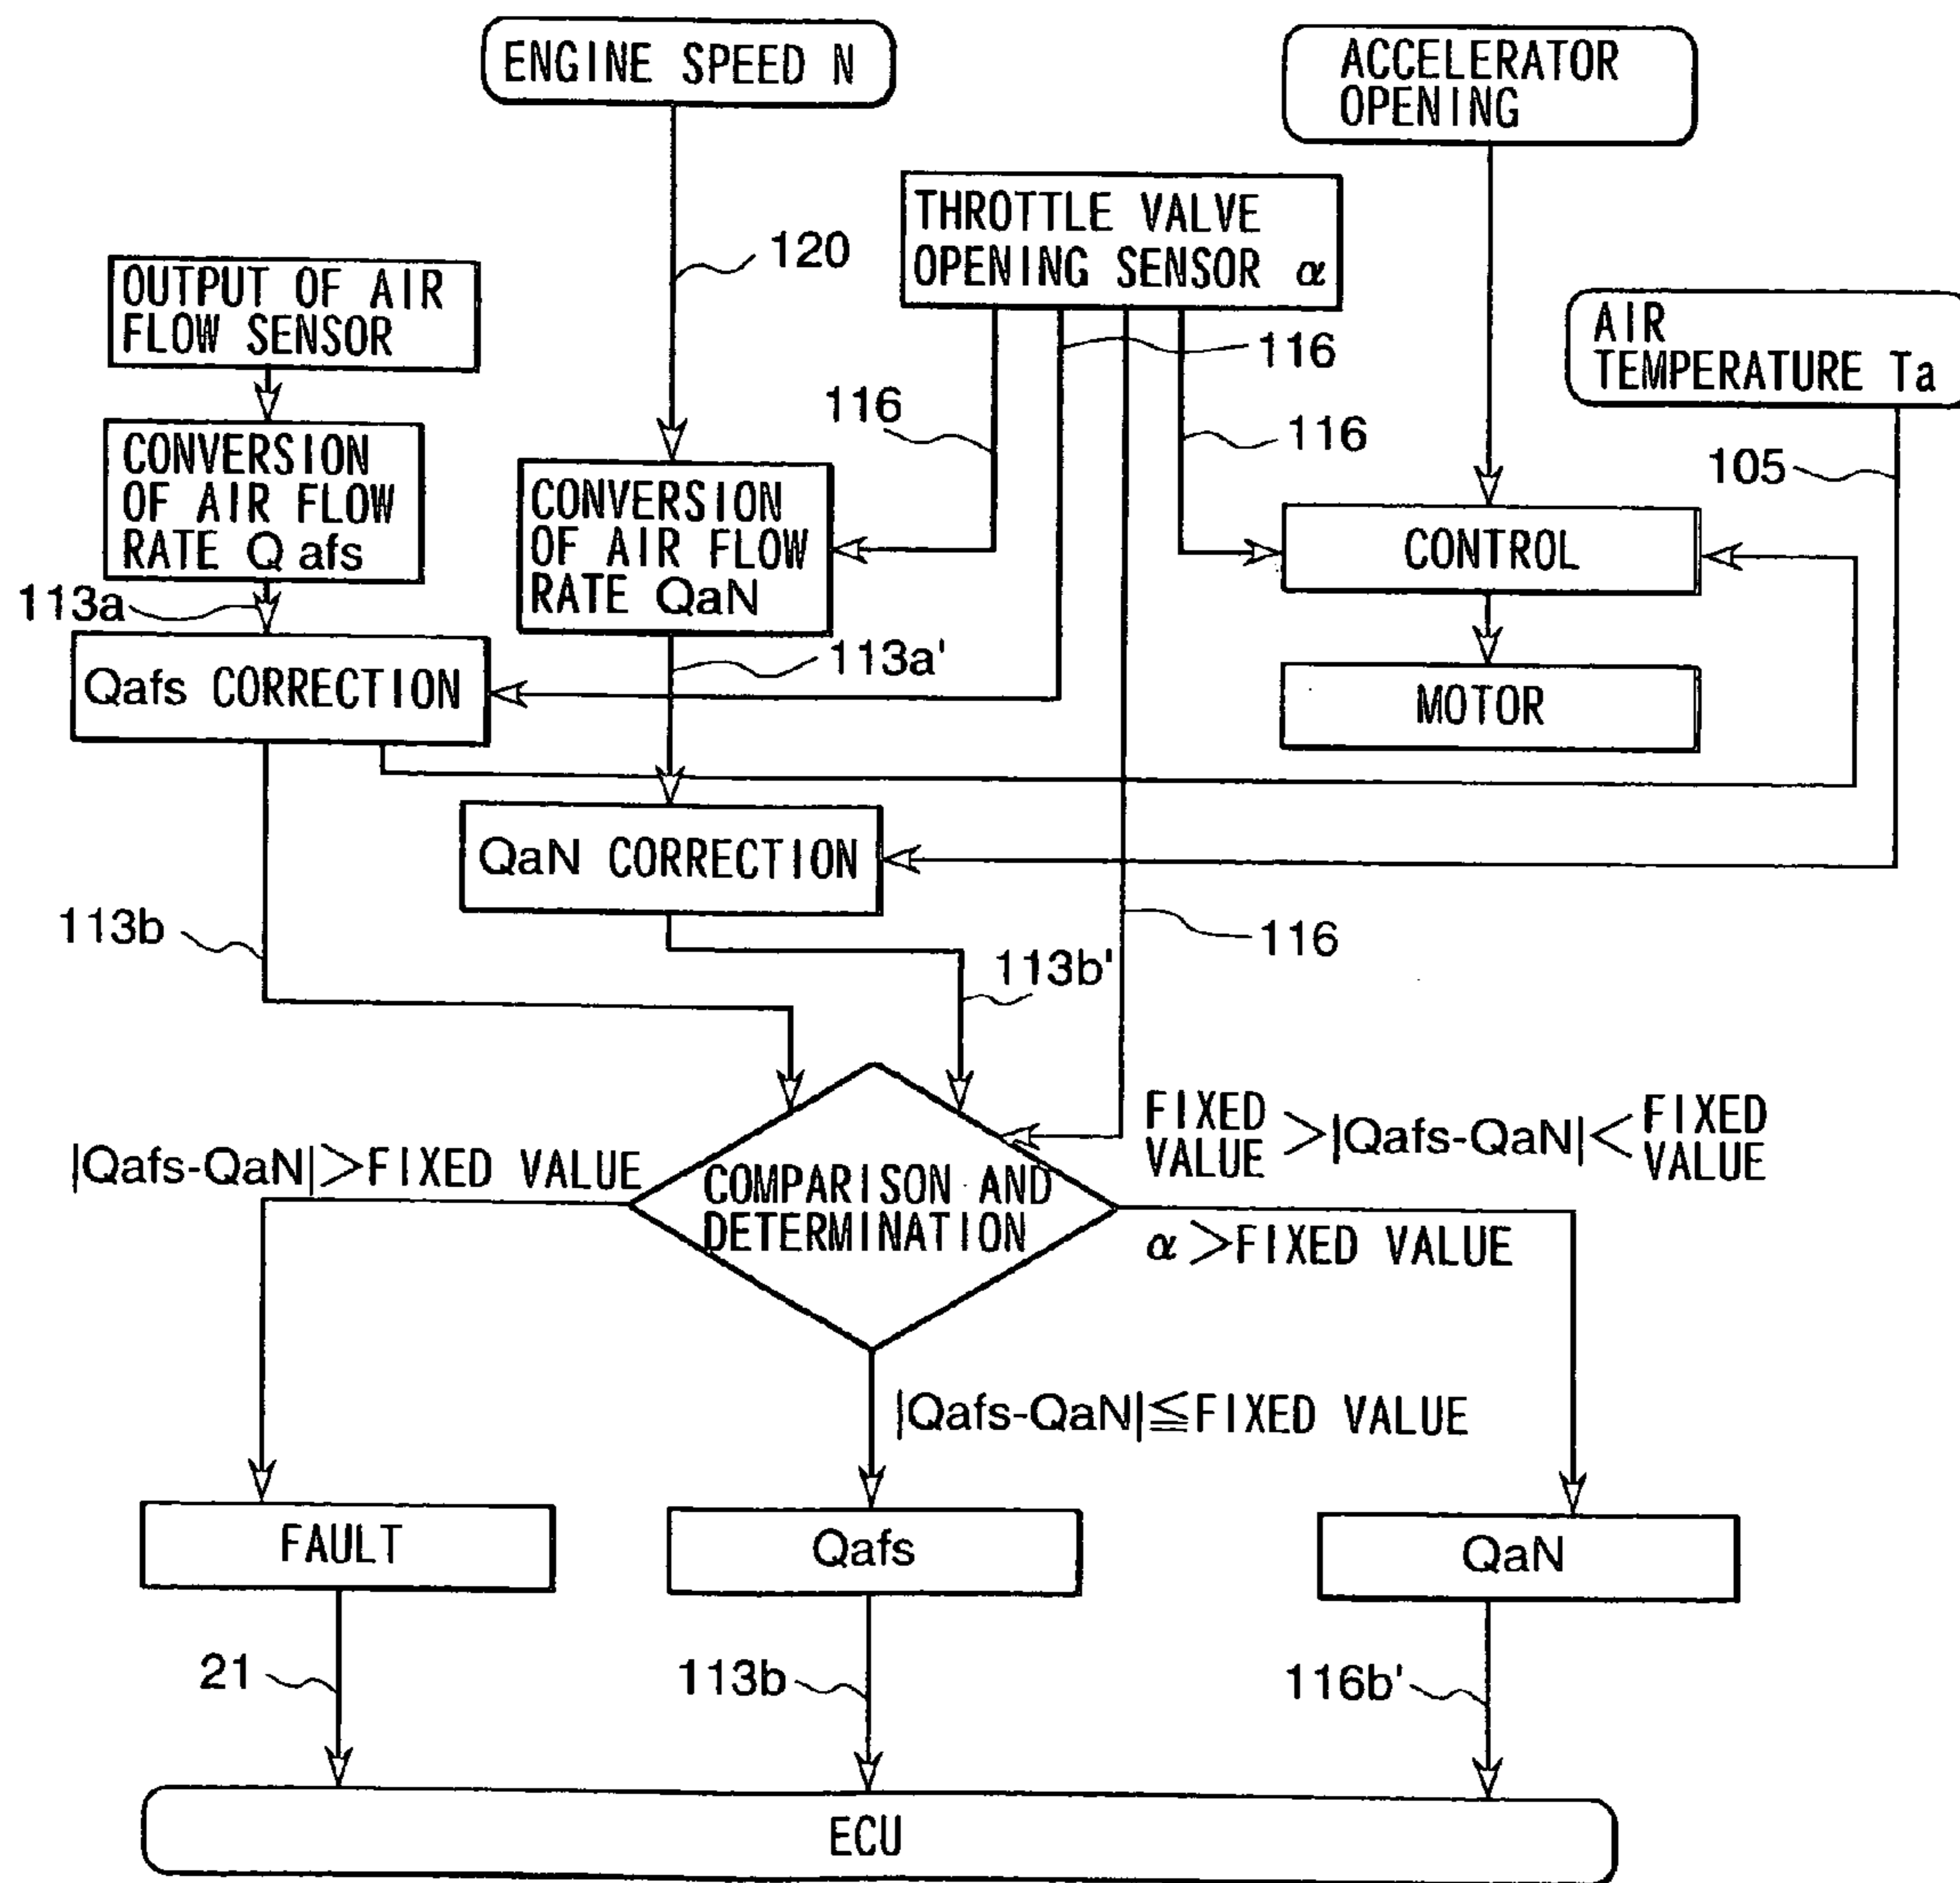 ENGINE SPEED N
ACCELERATOR
OPENING
THROTTLE VALVE
OPENING SENSOR α
120
OUTPUT OF AIR
FLOW SENSOR
AIR
TEMPERATURE Ta
116
116
116
105
CONVERSION
OF AIR FLOW
RATE Q afs
CONVERSION
OF AIR FLOW
RATE QaN
CONTROL
113a
113a'
Qafs CORRECTION
MOTOR
QaN CORRECTION
113b
116
113b'
FIXED
VALUE >|Qafs-QaN|< FIXED
VALUE
|Qafs-QaN|>FIXED VALUE
COMPARISON AND
DETERMINATION
α >FIXED VALUE
|Qafs-QaN|≦FIXED VALUE
FAULT
Qafs
QaN
21
113b
116b'
ECU